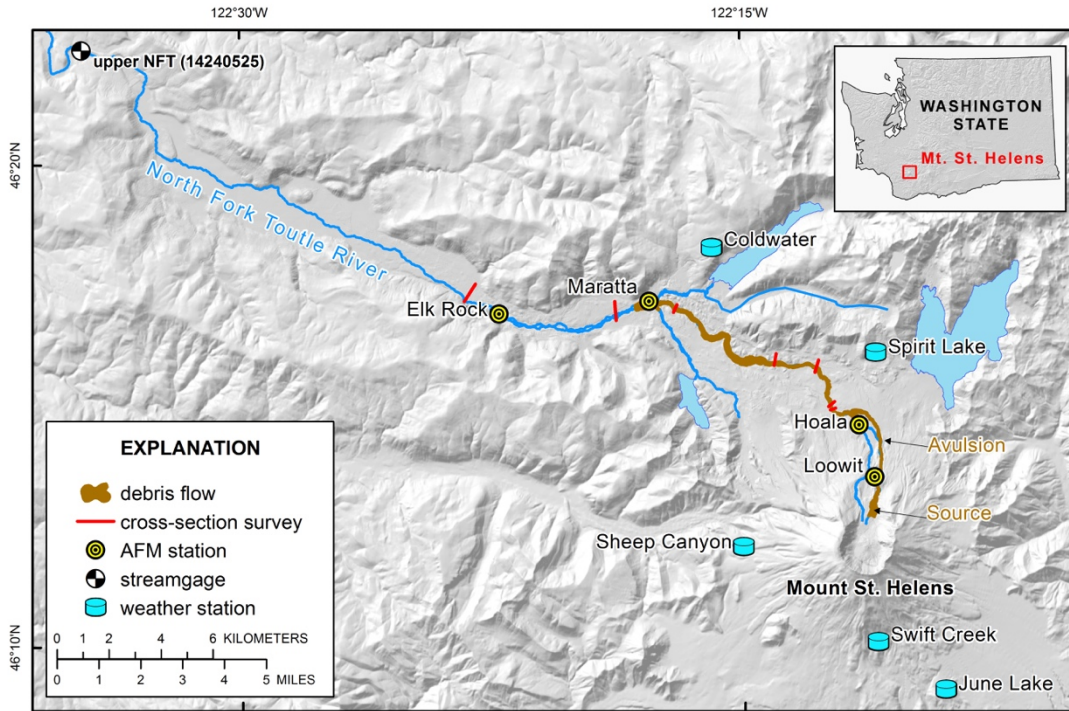 122°30'W
122°15'W
upper NFT (14240525)
WASHINGTON
STATE
Mt. St. Helens
46°20'N
North Fork Toutle River
Coldwater
Maratta
Elk Rock
Spirit Lake
Hoala
Avulsion
Loowit
Source
Sheep Canyon
Mount St. Helens
Swift Creek
June Lake
46°10'N
EXPLANATION
debris flow
cross-section survey
AFM station
streamgage
weather station
0 1 2 4 6 KILOMETERS
0 1 2 3 4 5 MILES